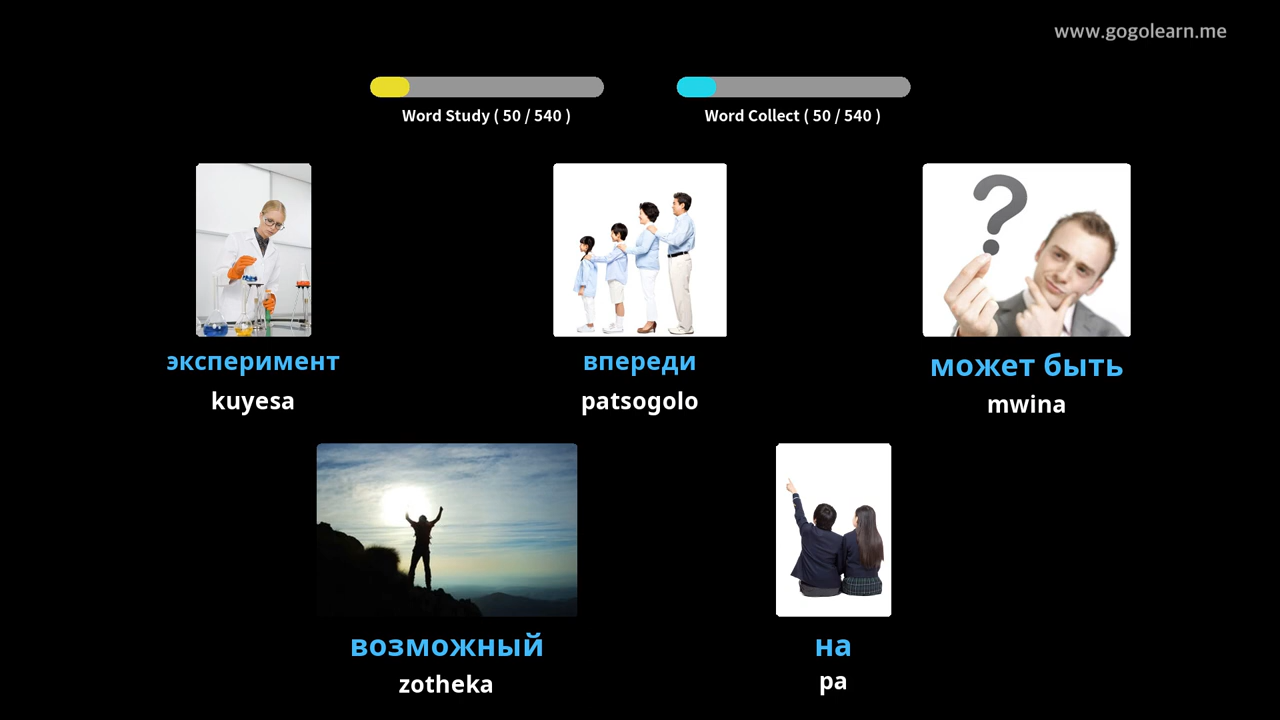 www.gogolearn.me
Word Study ( 50 / 540 )
Word Collect ( 50 / 540 )
эксперимент
kuyesa
впереди
patsogolo
может быть
mwina
возможный
zotheka
на
pa